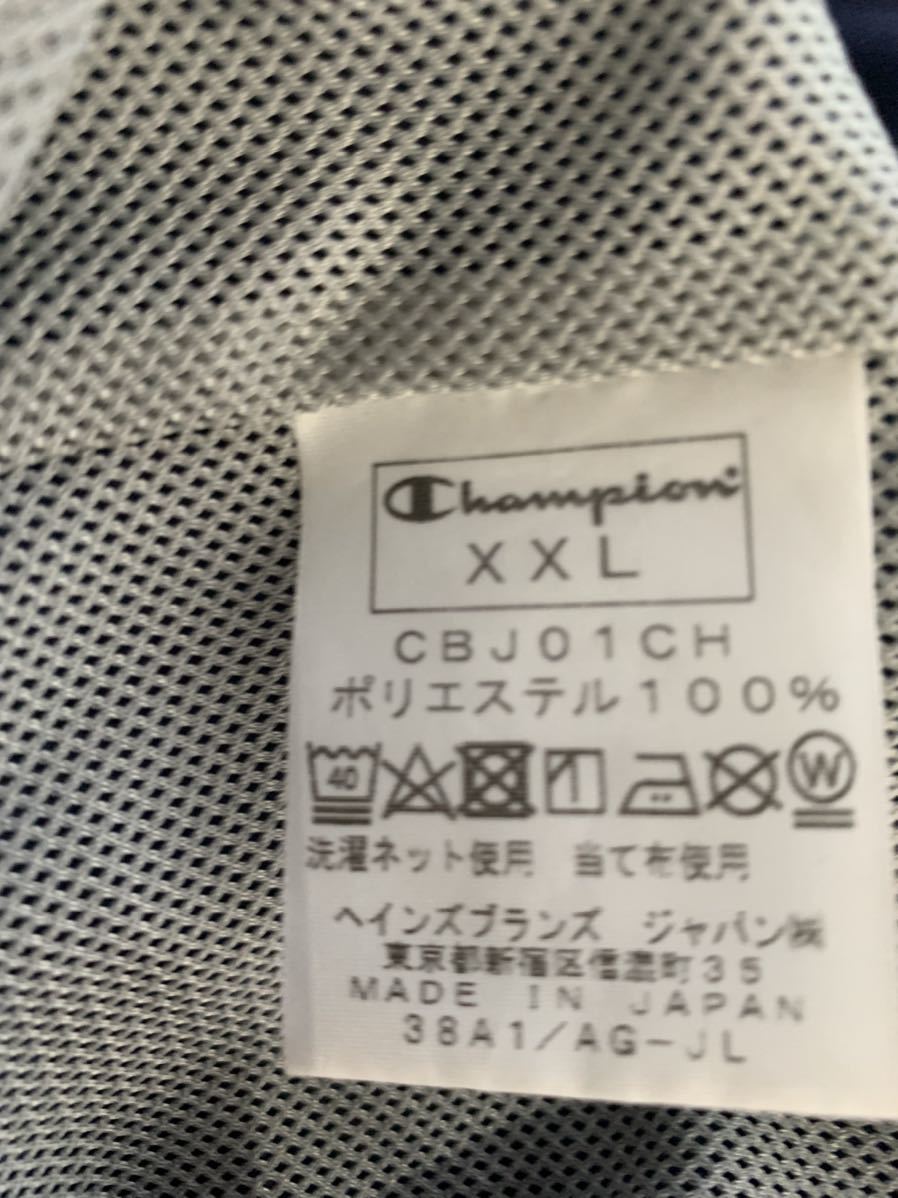 Champion
XXL
CBJ01CH
ポリエステル100%
40 W
洗濯ネット使用 当て布使用
ヘインズブランズ ジャパン㈱
東京都新宿区信濃町35
MADE IN JAPAN
38A1/AG-JL